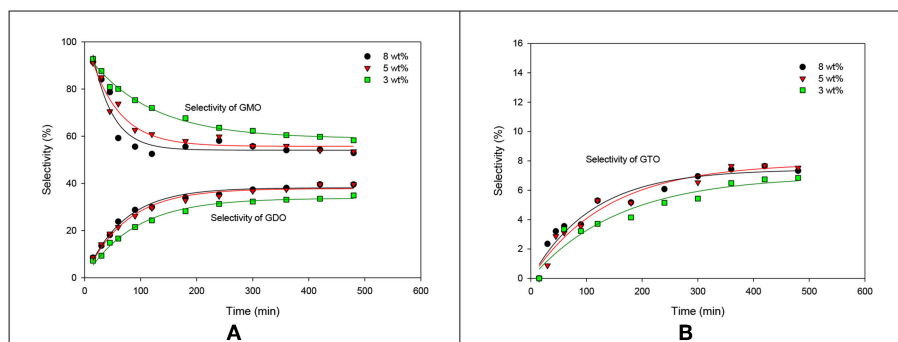 100
80
60
40
20
0
Selectivity (%)
8 wt%
5 wt%
3 wt%
Selectivity of GMO
Selectivity of GDO
0 100 200 300 400 500 600
Time (min)
A
16
14
12
10
8
6
4
2
0
Selectivity (%)
8 wt%
5 wt%
3 wt%
Selectivity of GTO
0 100 200 300 400 500 600
Time (min)
B